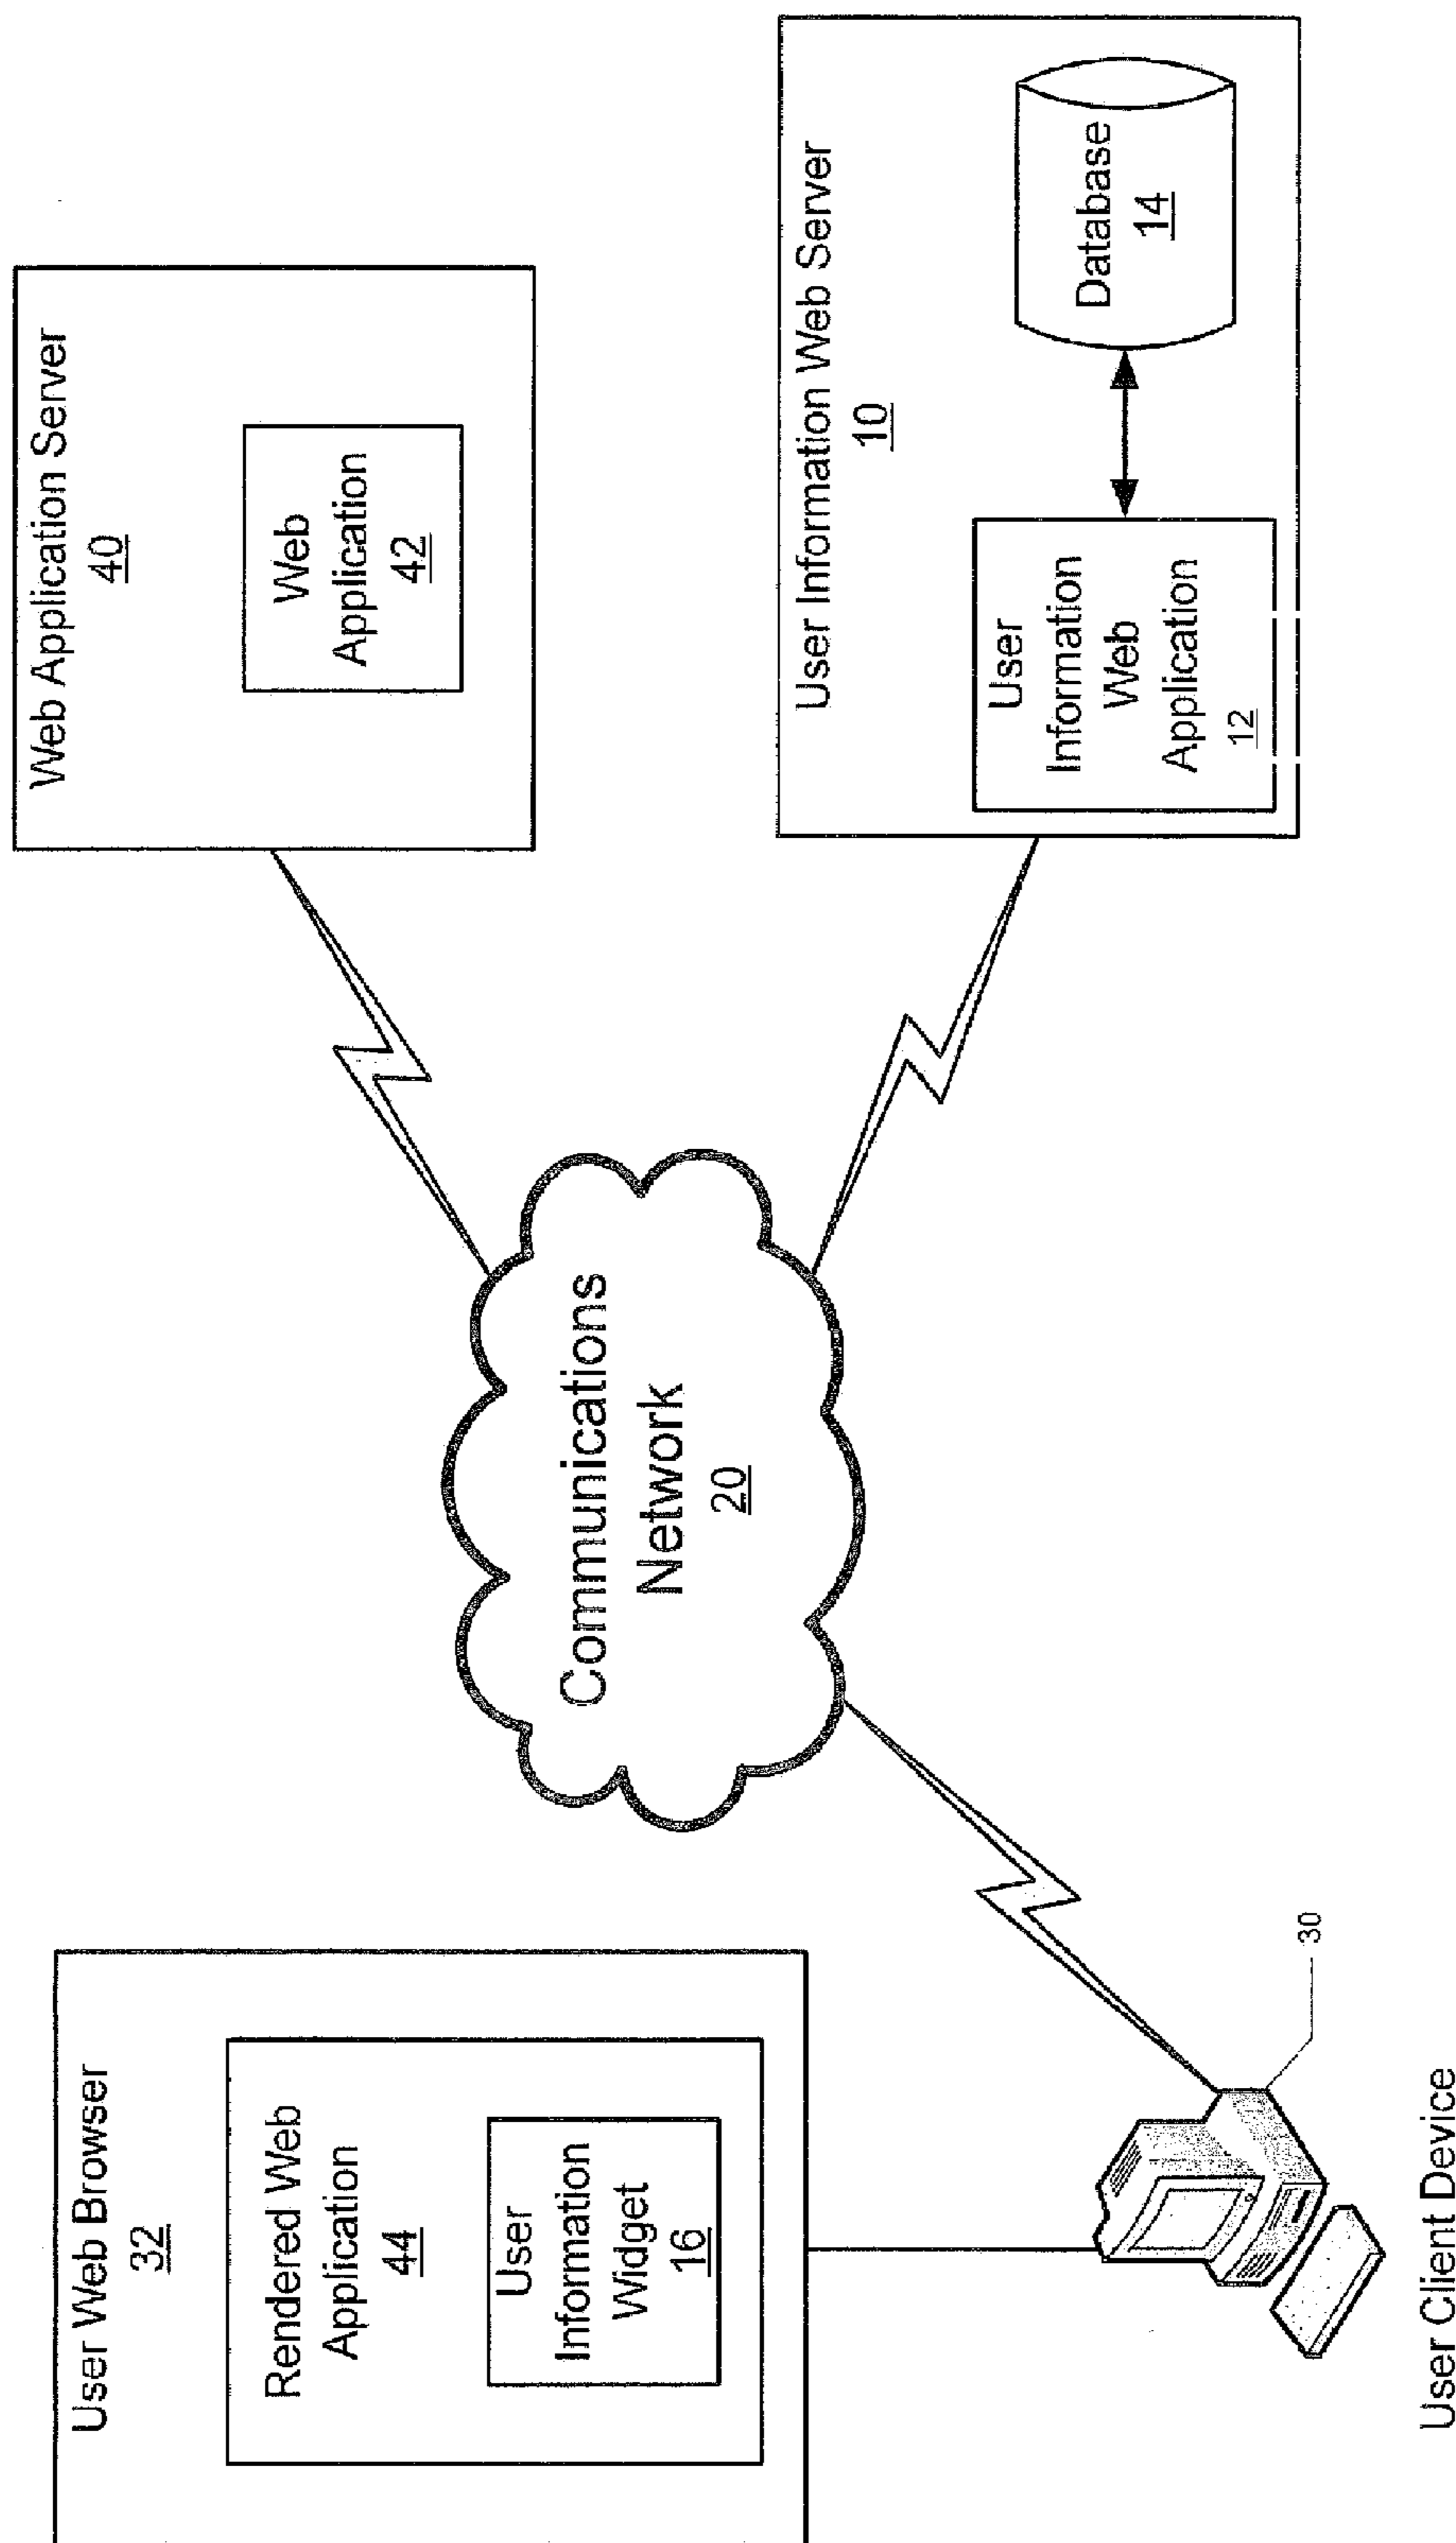 User Web Browser
32
Rendered Web
Application
44
User
Information
Widget
16
User Client Device
30
Communications
Network
20
Web Application Server
40
Web
Application
42
User Information Web Server
10
User
Information
Web
Application
12
Database
14